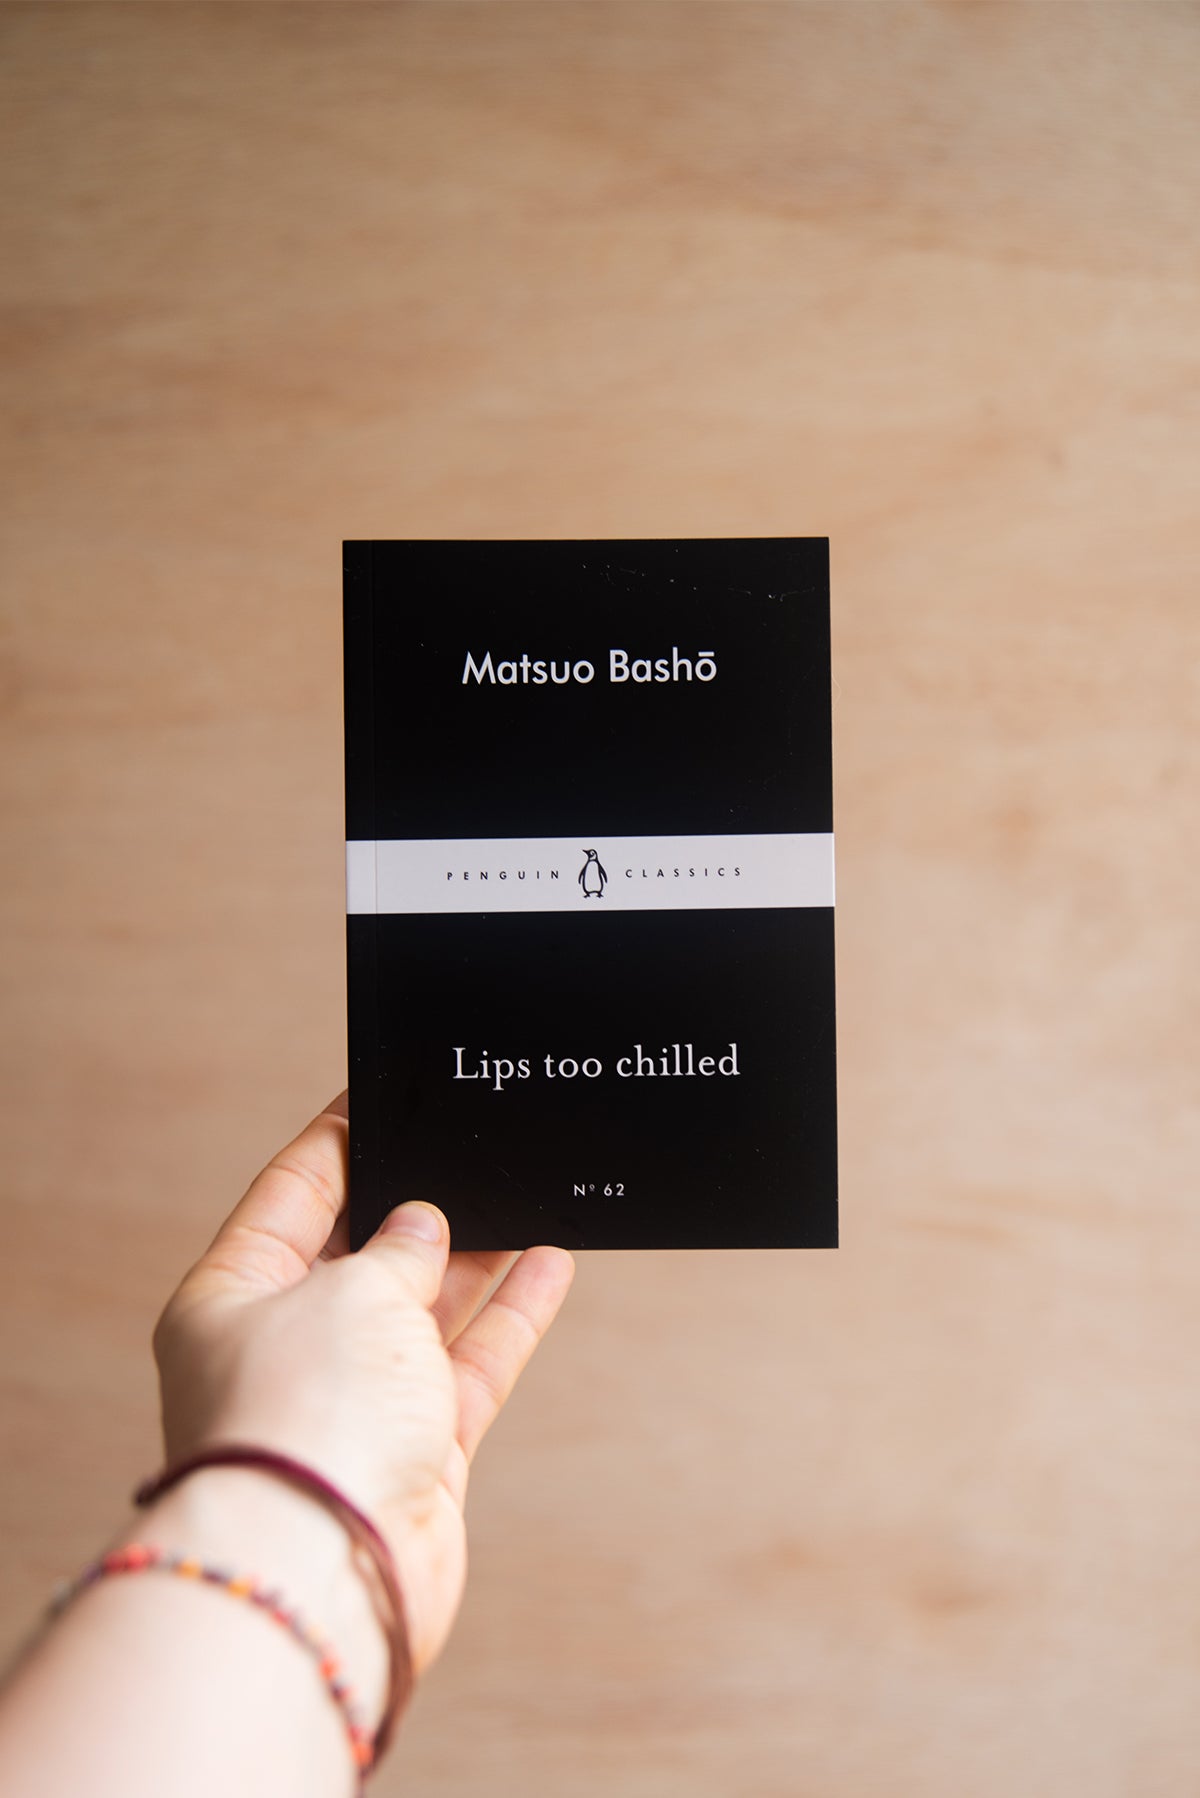 Matsuo Bashō
PENGUIN CLASSICS
Lips too chilled
Nº 62